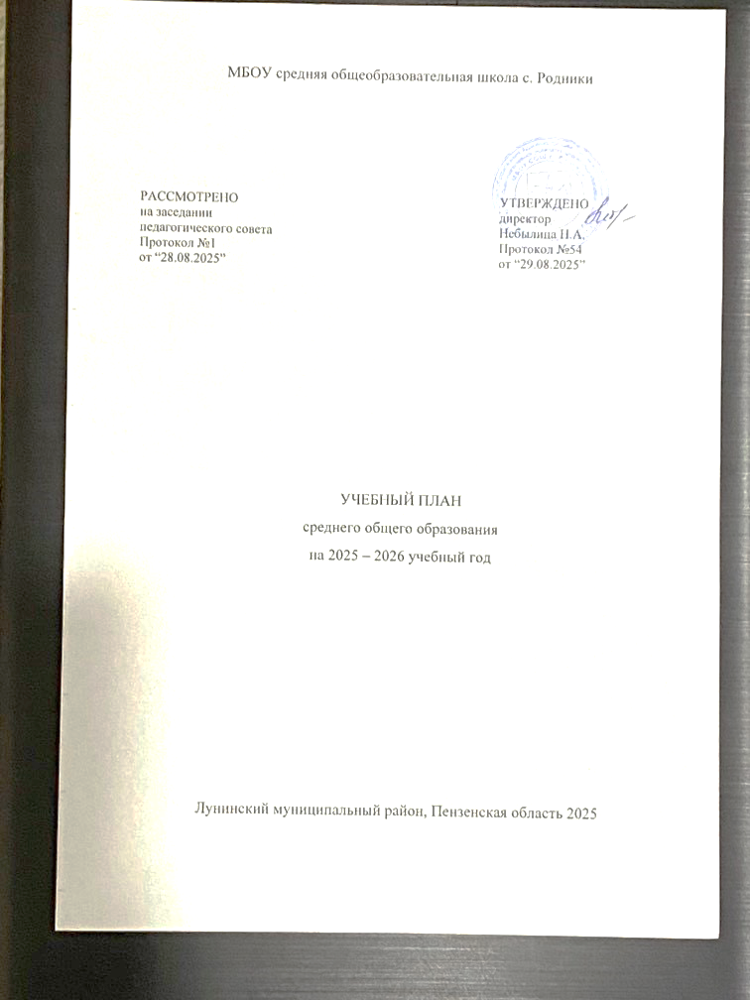 МБОУ средняя общеобразовательная школа с. Родники
РАССМОТРЕНО
на заседании
педагогического совета
Протокол №1
от “28.08.2025”
УТВЕРЖДЕНО
директор
Небылица Н.А.
Протокол №54
от “29.08.2025”
УЧЕБНЫЙ ПЛАН
среднего общего образования
на 2025 – 2026 учебный год
Лунинский муниципальный район, Пензенская область 2025